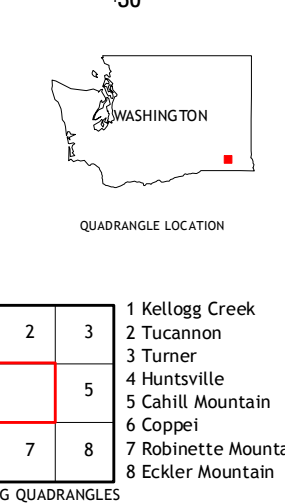 WASHINGTON
QUADRANGLE LOCATION
2
3
5
7
8
1 Kellogg Creek
2 Tucannon
3 Turner
4 Huntsville
5 Cahill Mountain
6 Coppei
7 Robinette Mounta
8 Eckler Mountain
G QUADRANGLES